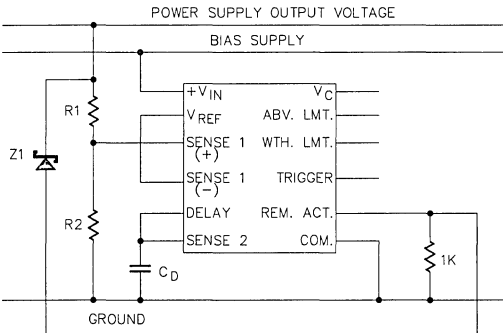 POWER SUPPLY OUTPUT VOLTAGE
BIAS SUPPLY
+VIN VC
R1 VREF ABV. LMT.
SENSE 1 WTH. LMT.
(+)
Z1
SENSE 1 TRIGGER
(−)
R2 DELAY REM. ACT.
SENSE 2 COM. 1K
CD
GROUND